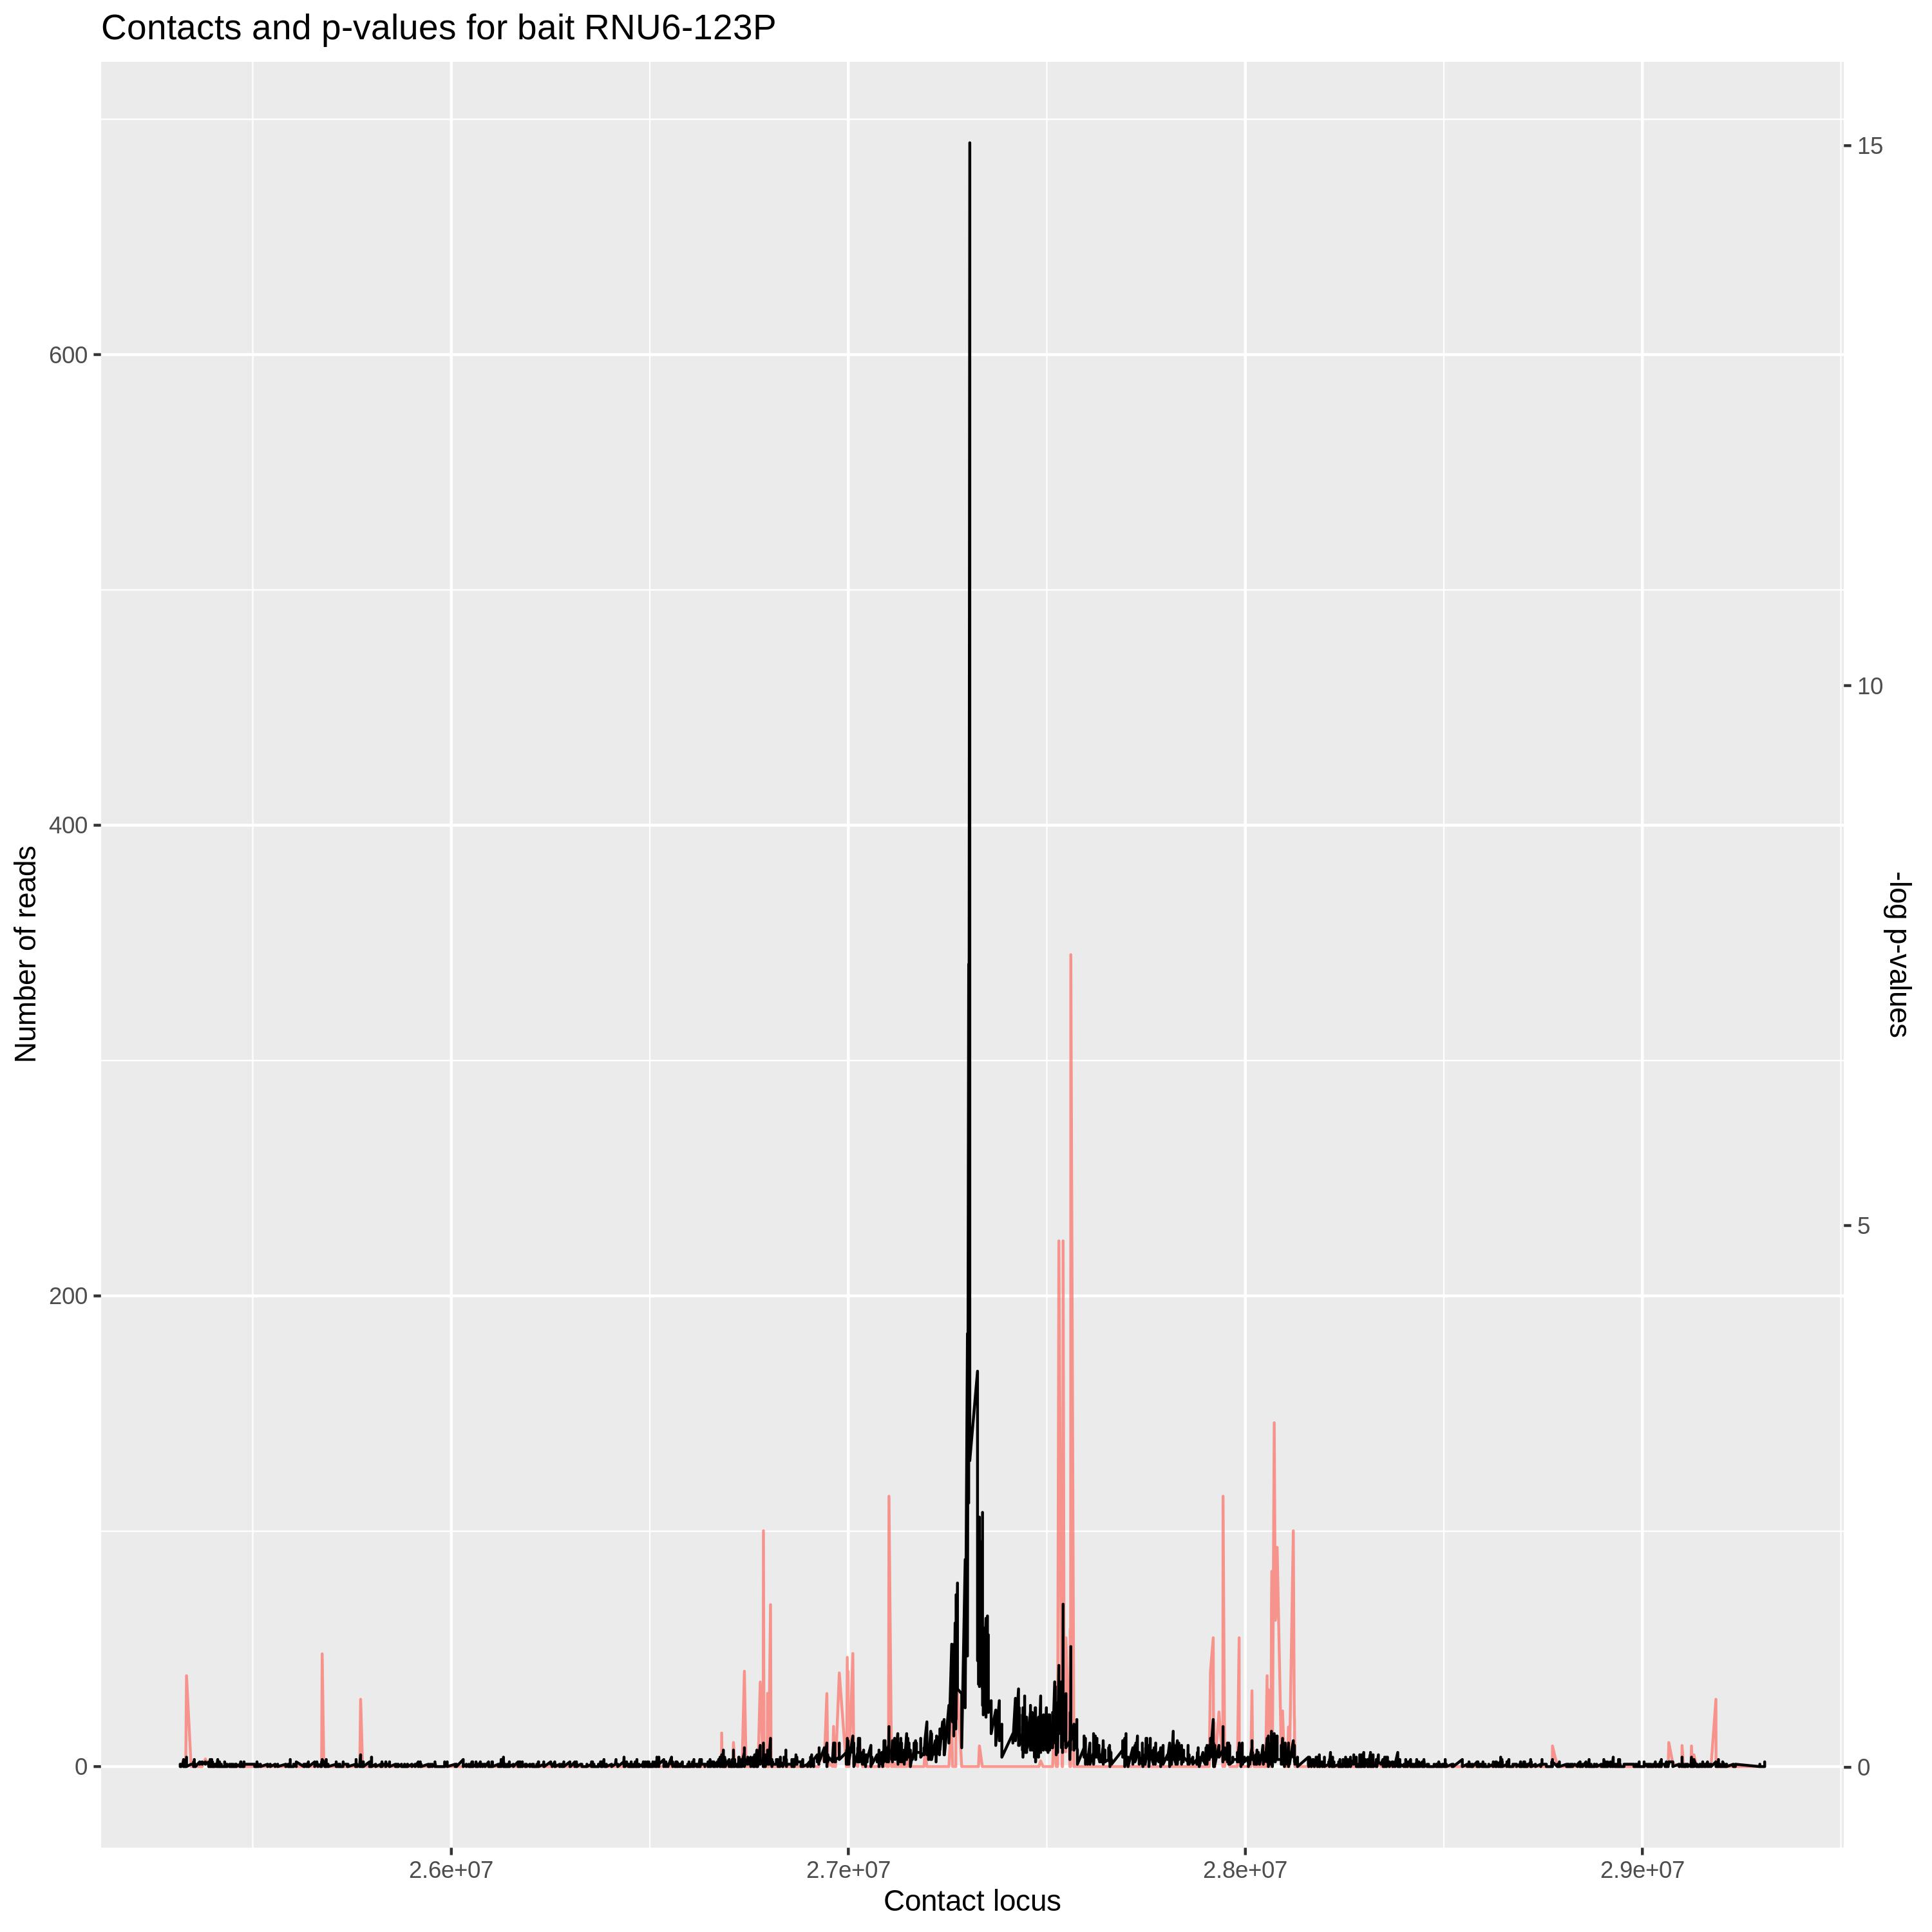 Contacts and p-values for bait RNU6-123P
600
400
200
0
Number of reads
15
10
5
0
-log p-values
2.6e+07
2.7e+07
2.8e+07
2.9e+07
Contact locus